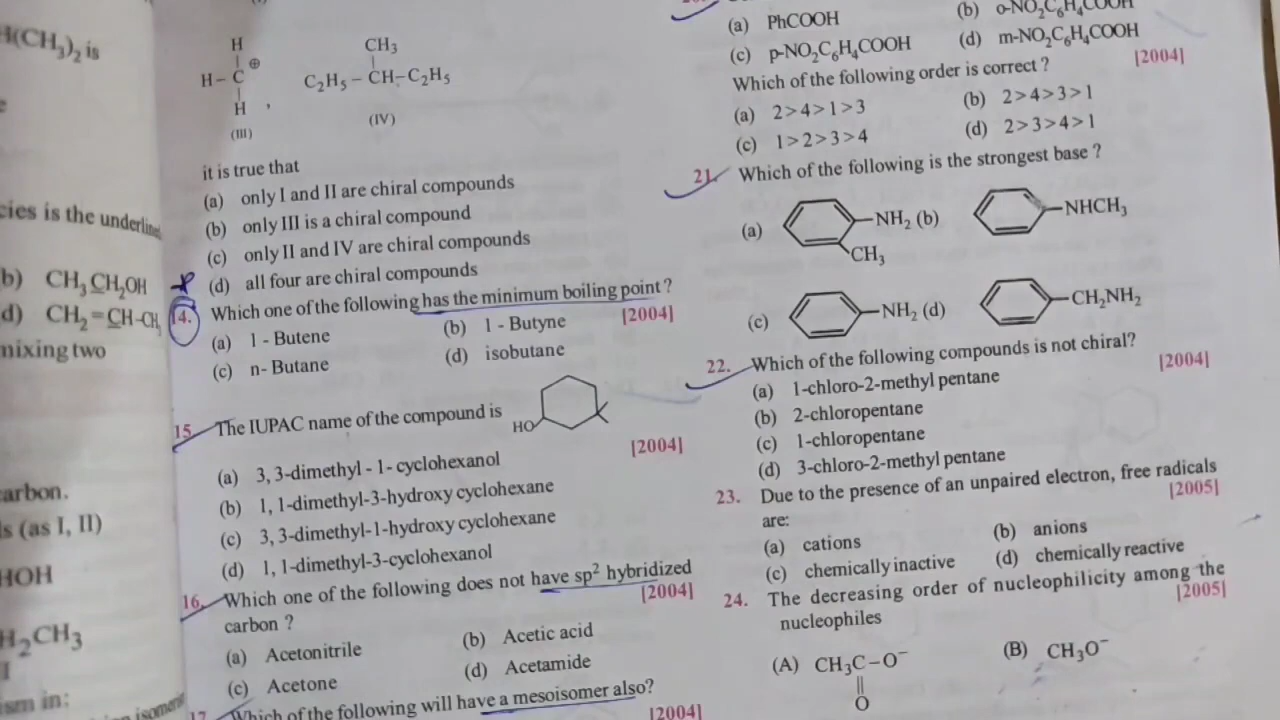 H(CH₃)₂ is
cies is the underlin
b) CH₃CH₂OH
d) CH₂=CH-CH₃
mixing two
carbon.
ls (as I, II)
HOH
H₂CH₃
I
ism in:
isomeris
H
H–C⊕
H ,
(III)
CH₃
C₂H₅–CH–C₂H₅
(IV)
it is true that
(a) only I and II are chiral compounds
(b) only III is a chiral compound
(c) only II and IV are chiral compounds
(d) all four are chiral compounds
14. Which one of the following has the minimum boiling point?
(a) 1 - Butene (b) 1 - Butyne [2004]
(c) n- Butane (d) isobutane
15. The IUPAC name of the compound is
HO
[2004]
(a) 3, 3-dimethyl - 1- cyclohexanol
(b) 1, 1-dimethyl-3-hydroxy cyclohexane
(c) 3, 3-dimethyl-1-hydroxy cyclohexane
(d) 1, 1-dimethyl-3-cyclohexanol
16. Which one of the following does not have sp² hybridized
carbon ? [2004]
(a) Acetonitrile (b) Acetic acid
(c) Acetone (d) Acetamide
17. Which of the following will have a mesoisomer also?
[2004]
(a) PhCOOH (b) o-NO₂C₆H₄COOH
(c) p-NO₂C₆H₄COOH (d) m-NO₂C₆H₄COOH
Which of the following order is correct ? [2004]
(a) 2>4>1>3 (b) 2>4>3>1
(c) 1>2>3>4 (d) 2>3>4>1
21. Which of the following is the strongest base ?
(a) NH₂ (b) NHCH₃
CH₃
(c) NH₂ (d) CH₂NH₂
22. Which of the following compounds is not chiral?
(a) 1-chloro-2-methyl pentane [2004]
(b) 2-chloropentane
(c) 1-chloropentane
(d) 3-chloro-2-methyl pentane
23. Due to the presence of an unpaired electron, free radicals
are: [2005]
(a) cations (b) anions
(c) chemically inactive (d) chemically reactive
24. The decreasing order of nucleophilicity among the
nucleophiles [2005]
(A) CH₃C–O⁻ (B) CH₃O⁻
O